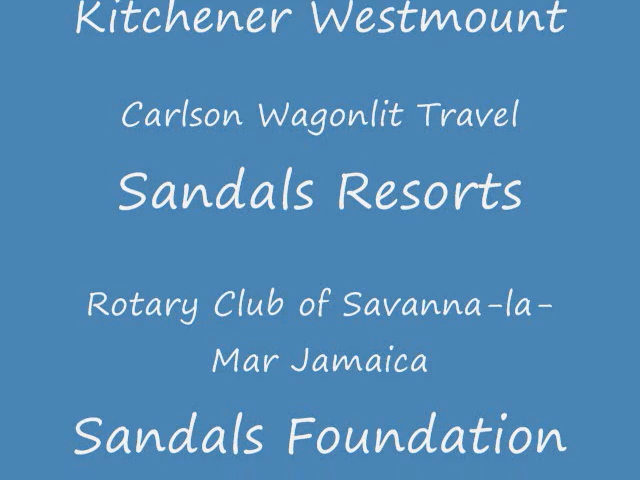 Kitchener Westmount
Carlson Wagonlit Travel
Sandals Resorts
Rotary Club of Savanna-la-
Mar Jamaica
Sandals Foundation